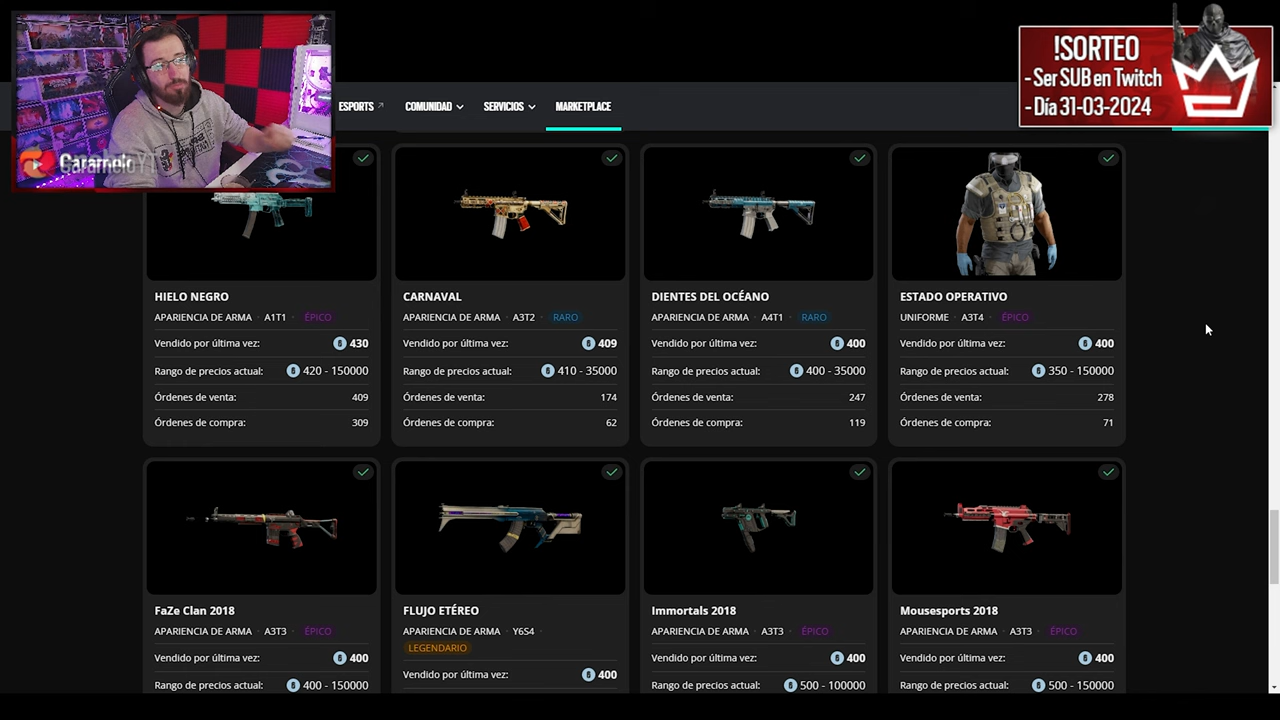 !SORTEO
- Ser SUB en Twitch
- Día 31-03-2024
ESPORTS
COMUNIDAD
SERVICIOS
MARKETPLACE
CarameloYT
HIELO NEGRO
APARIENCIA DE ARMA · A1T1 · ÉPICO
Vendido por última vez: 430
Rango de precios actual: 420 - 150000
Órdenes de venta: 409
Órdenes de compra: 309
CARNAVAL
APARIENCIA DE ARMA · A3T2 · RARO
Vendido por última vez: 409
Rango de precios actual: 410 - 35000
Órdenes de venta: 174
Órdenes de compra: 62
DIENTES DEL OCÉANO
APARIENCIA DE ARMA · A4T1 · RARO
Vendido por última vez: 400
Rango de precios actual: 400 - 35000
Órdenes de venta: 247
Órdenes de compra: 119
ESTADO OPERATIVO
UNIFORME · A3T4 · ÉPICO
Vendido por última vez: 400
Rango de precios actual: 350 - 150000
Órdenes de venta: 278
Órdenes de compra: 71
FaZe Clan 2018
APARIENCIA DE ARMA · A3T3 · ÉPICO
Vendido por última vez: 400
Rango de precios actual: 400 - 150000
FLUJO ETÉREO
APARIENCIA DE ARMA · Y6S4 ·
LEGENDARIO
Vendido por última vez: 400
Immortals 2018
APARIENCIA DE ARMA · A3T3 · ÉPICO
Vendido por última vez: 400
Rango de precios actual: 500 - 100000
Mousesports 2018
APARIENCIA DE ARMA · A3T3 · ÉPICO
Vendido por última vez: 400
Rango de precios actual: 500 - 150000